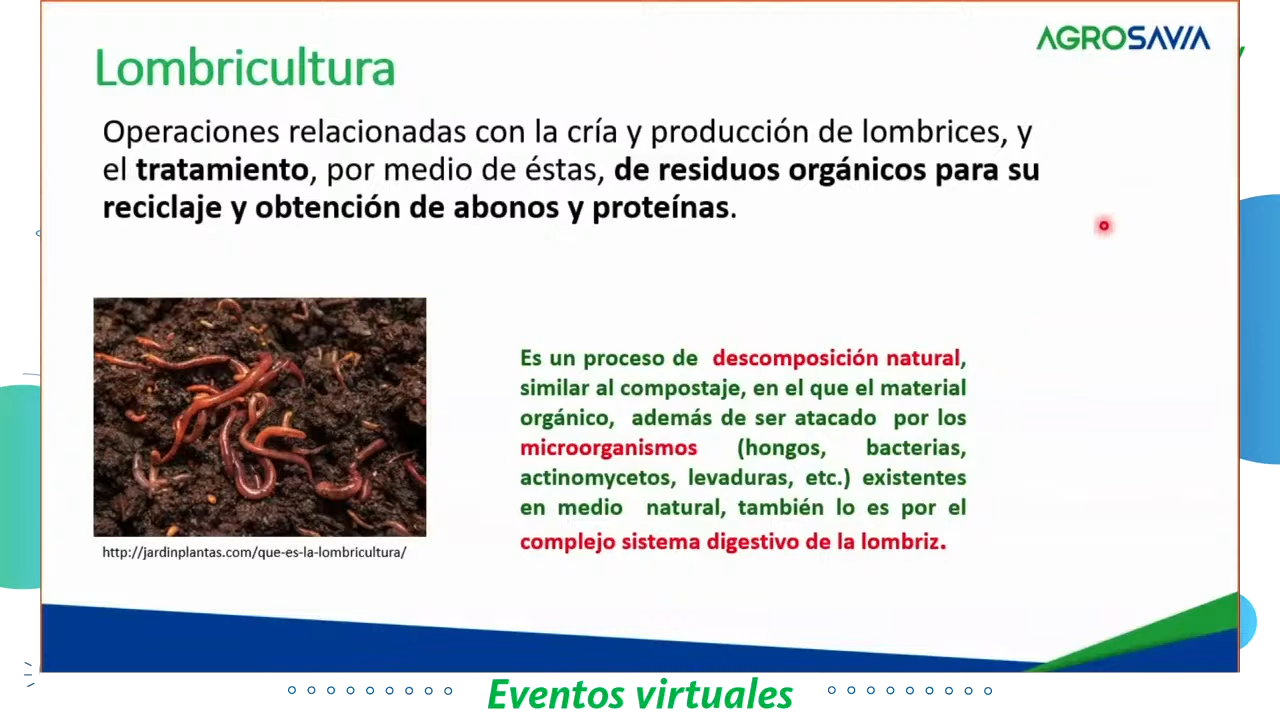 AGROSAVIA
Lombricultura
Operaciones relacionadas con la cría y producción de lombrices, y
el tratamiento, por medio de éstas, de residuos orgánicos para su
reciclaje y obtención de abonos y proteínas.
Es un proceso de descomposición natural,
similar al compostaje, en el que el material
orgánico, además de ser atacado por los
microorganismos (hongos, bacterias,
actinomycetos, levaduras, etc.) existentes
en medio natural, también lo es por el
complejo sistema digestivo de la lombriz.
http://jardinplantas.com/que-es-la-lombricultura/
Eventos virtuales